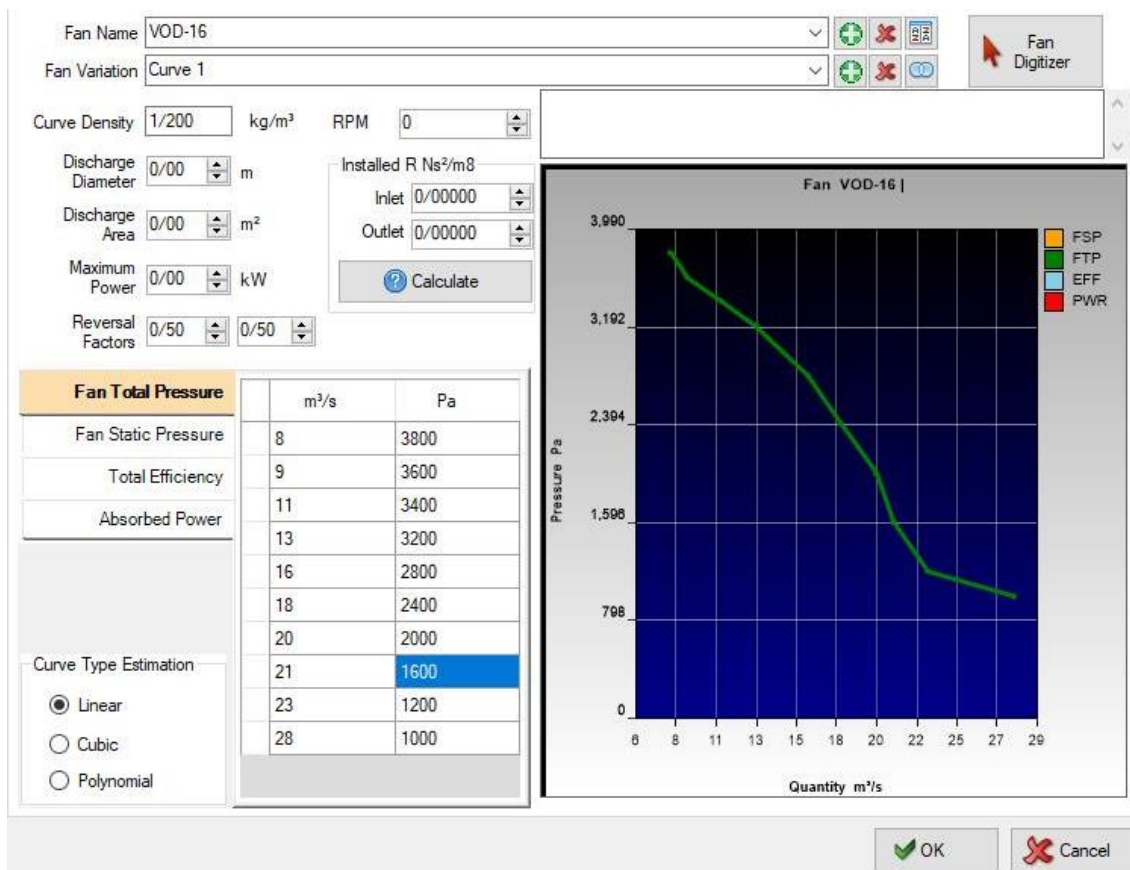 Fan Name VOD-16
Fan Digitizer
Fan Variation Curve 1
Curve Density 1/200 kg/m³ RPM 0
Discharge Diameter 0/00 m
Installed R Ns²/m8
Inlet 0/00000
Discharge Area 0/00 m²
Outlet 0/00000
Maximum Power 0/00 kW
Calculate
Reversal Factors 0/50 0/50
Fan Total Pressure
Fan Static Pressure
Total Efficiency
Absorbed Power
m³/s Pa
8 3800
9 3600
11 3400
13 3200
16 2800
18 2400
20 2000
21 1600
23 1200
28 1000
Curve Type Estimation
Linear
Cubic
Polynomial
Fan VOD-16 |
FSP
FTP
EFF
PWR
Pressure Pa
3,990
3,192
2,394
1,596
798
0
6 8 11 13 15 18 20 22 25 27 29
Quantity m³/s
OK Cancel